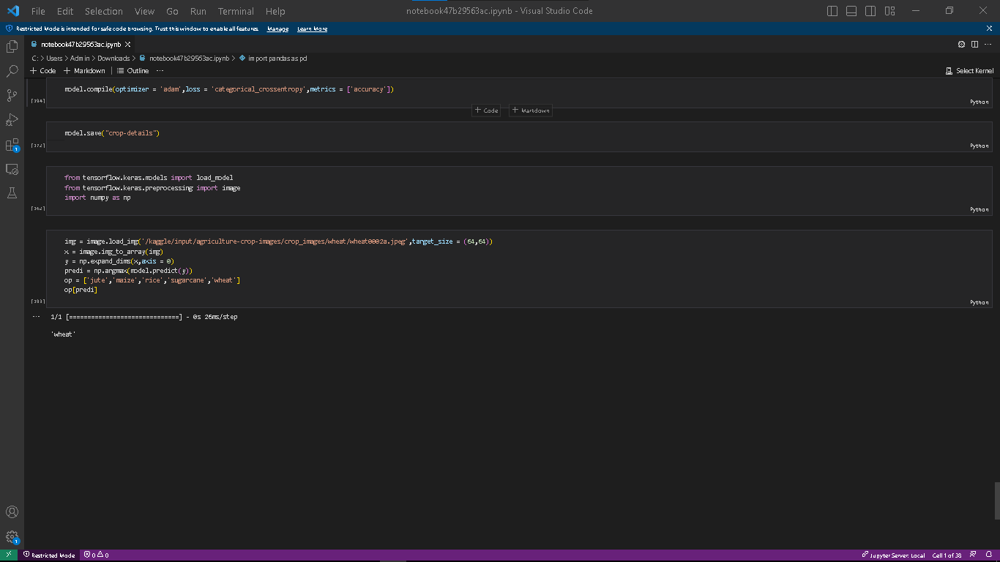 File Edit Selection View Go Run Terminal Help notebook47b29563ac.ipynb - Visual Studio Code
Restricted Mode is intended for safe code browsing. Trust this window to enable all features. Manage Learn More
notebook47b29563ac.ipynb
C: > Users > Admin > Downloads > notebook47b29563ac.ipynb > import pandas as pd
+ Code + Markdown Outline ... Select Kernel
model.compile(optimizer = 'adam',loss = 'categorical_crossentropy',metrics = ['accuracy'])
[194] Python
+ Code + Markdown
model.save("crop-details")
[172] Python
from tensorflow.keras.models import load_model
from tensorflow.keras.preprocessing import image
import numpy as np
[162] Python
img = image.load_img('/kaggle/input/agriculture-crop-images/crop_images/wheat/wheat0002a.jpeg',target_size = (64,64))
x = image.img_to_array(img)
y = np.expand_dims(x,axis = 0)
predi = np.argmax(model.predict(y))
op = ['jute','maize','rice','sugarcane','wheat']
op[predi]
Python
... 1/1 [==============================] - 0s 26ms/step
'wheat'
1
1
Restricted Mode 0 0 Jupyter Server: Local Cell 1 of 38